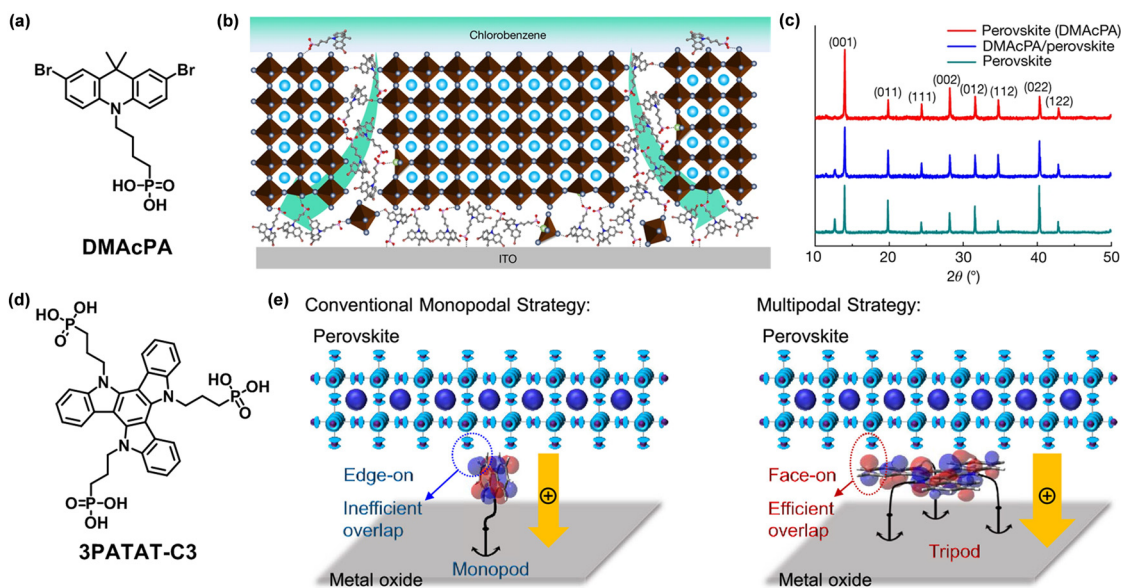 (a)
Br
Br
N
HO-P=O
OH
DMAcPA
(b)
Chlorobenzene
ITO
(c)
Perovskite (DMAcPA)
DMAcPA/perovskite
Perovskite
(001)
(011)
(111)
(002)
(012)
(112)
(022)
(122)
10
20
30
40
50
2θ (°)
(d)
OH
HO-P
O
N
N
N
OH
P-OH
O
O
P-OH
OH
3PATAT-C3
(e)
Conventional Monopodal Strategy:
Perovskite
Edge-on
Inefficient
overlap
Monopod
Metal oxide
Multipodal Strategy:
Perovskite
Face-on
Efficient
overlap
Tripod
Metal oxide